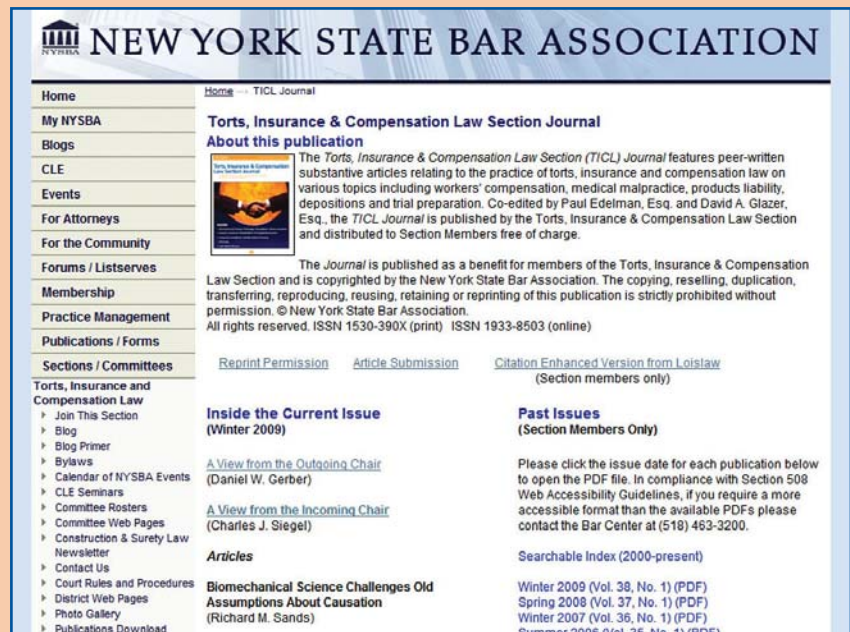 NYSBA
NEW YORK STATE BAR ASSOCIATION
Home
My NYSBA
Blogs
CLE
Events
For Attorneys
For the Community
Forums / Listserves
Membership
Practice Management
Publications / Forms
Sections / Committees
Torts, Insurance and
Compensation Law
Join This Section
Blog
Blog Primer
Bylaws
Calendar of NYSBA Events
CLE Seminars
Committee Rosters
Committee Web Pages
Construction & Surety Law
Newsletter
Contact Us
Court Rules and Procedures
District Web Pages
Photo Gallery
Publications Download
Home → TICL Journal
Torts, Insurance & Compensation Law Section Journal
About this publication
The Torts, Insurance & Compensation Law Section (TICL) Journal features peer-written
substantive articles relating to the practice of torts, insurance and compensation law on
various topics including workers' compensation, medical malpractice, products liability,
depositions and trial preparation. Co-edited by Paul Edelman, Esq. and David A. Glazer,
Esq., the TICL Journal is published by the Torts, Insurance & Compensation Law Section
and distributed to Section Members free of charge.
The Journal is published as a benefit for members of the Torts, Insurance & Compensation
Law Section and is copyrighted by the New York State Bar Association. The copying, reselling, duplication,
transferring, reproducing, reusing, retaining or reprinting of this publication is strictly prohibited without
permission. © New York State Bar Association.
All rights reserved. ISSN 1530-390X (print) ISSN 1933-8503 (online)
Reprint Permission Article Submission Citation Enhanced Version from Loislaw
(Section members only)
Inside the Current Issue
(Winter 2009)
A View from the Outgoing Chair
(Daniel W. Gerber)
A View from the Incoming Chair
(Charles J. Siegel)
Articles
Biomechanical Science Challenges Old
Assumptions About Causation
(Richard M. Sands)
Past Issues
(Section Members Only)
Please click the issue date for each publication below
to open the PDF file. In compliance with Section 508
Web Accessibility Guidelines, if you require a more
accessible format than the available PDFs please
contact the Bar Center at (518) 463-3200.
Searchable Index (2000-present)
Winter 2009 (Vol. 38, No. 1) (PDF)
Spring 2008 (Vol. 37, No. 1) (PDF)
Winter 2007 (Vol. 36, No. 1) (PDF)
Summer 2006 (Vol. 35, No. 1) (PDF)